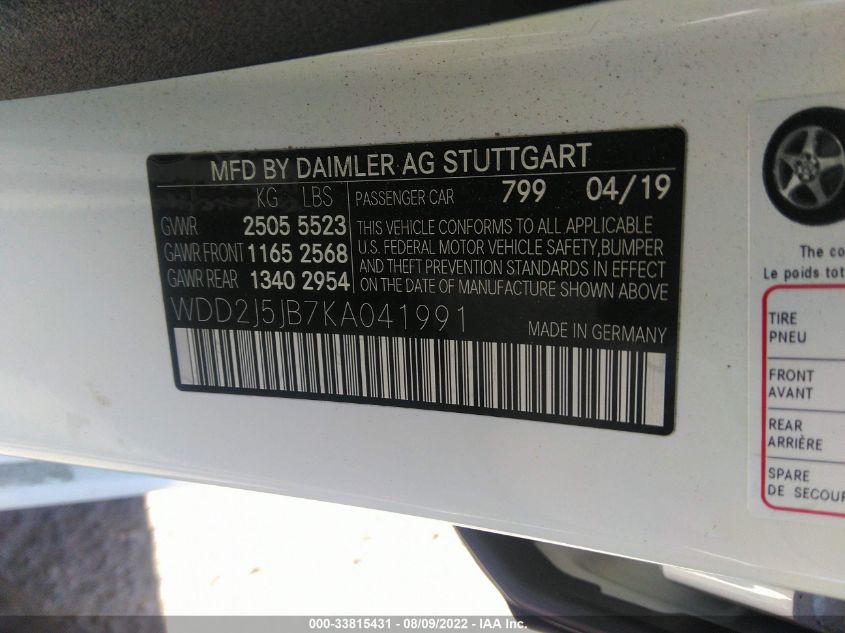 MFD BY DAIMLER AG STUTTGART
KG LBS PASSENGER CAR 799 04/19
GVWR 2505 5523
GAWR FRONT 1165 2568
GAWR REAR 1340 2954
THIS VEHICLE CONFORMS TO ALL APPLICABLE
U.S. FEDERAL MOTOR VEHICLE SAFETY, BUMPER
AND THEFT PREVENTION STANDARDS IN EFFECT
ON THE DATE OF MANUFACTURE SHOWN ABOVE
WDD2J5JB7KA041991
MADE IN GERMANY
The co
Le poids tot
TIRE
PNEU
FRONT
AVANT
REAR
ARRIÈRE
SPARE
DE SECOUR
000-33815431 - 08/09/2022 - IAA Inc.